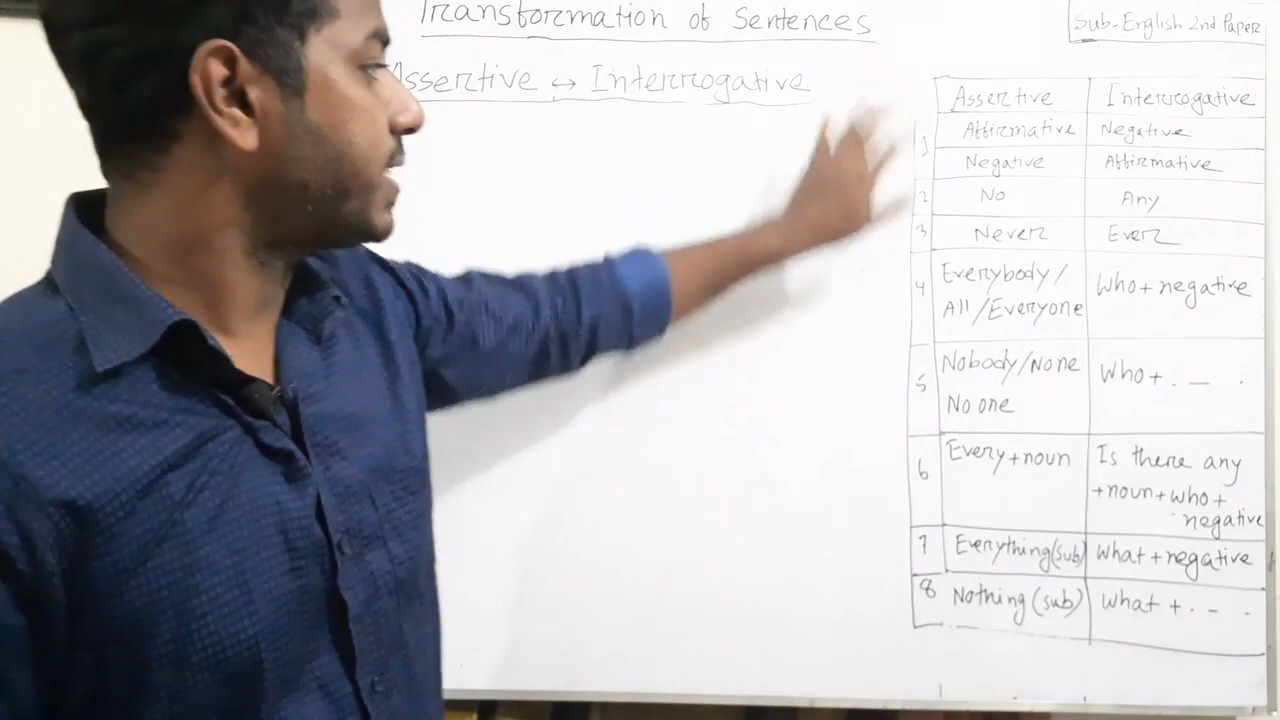 Transformation of Sentences
Sub-English 2nd Paper
Assertive ↔ Interrogative
Assertive Interrogative
1
Affirmative Negative
Negative Affirmative
2 No Any
3 Never Ever
4 Everybody/ Who+negative
All/Everyone
5 Nobody/None Who+ . — .
No one
6 Every+noun Is there any
+noun+who+
negative
7 Everything(sub) What+negative
8 Nothing (sub) What + . - .